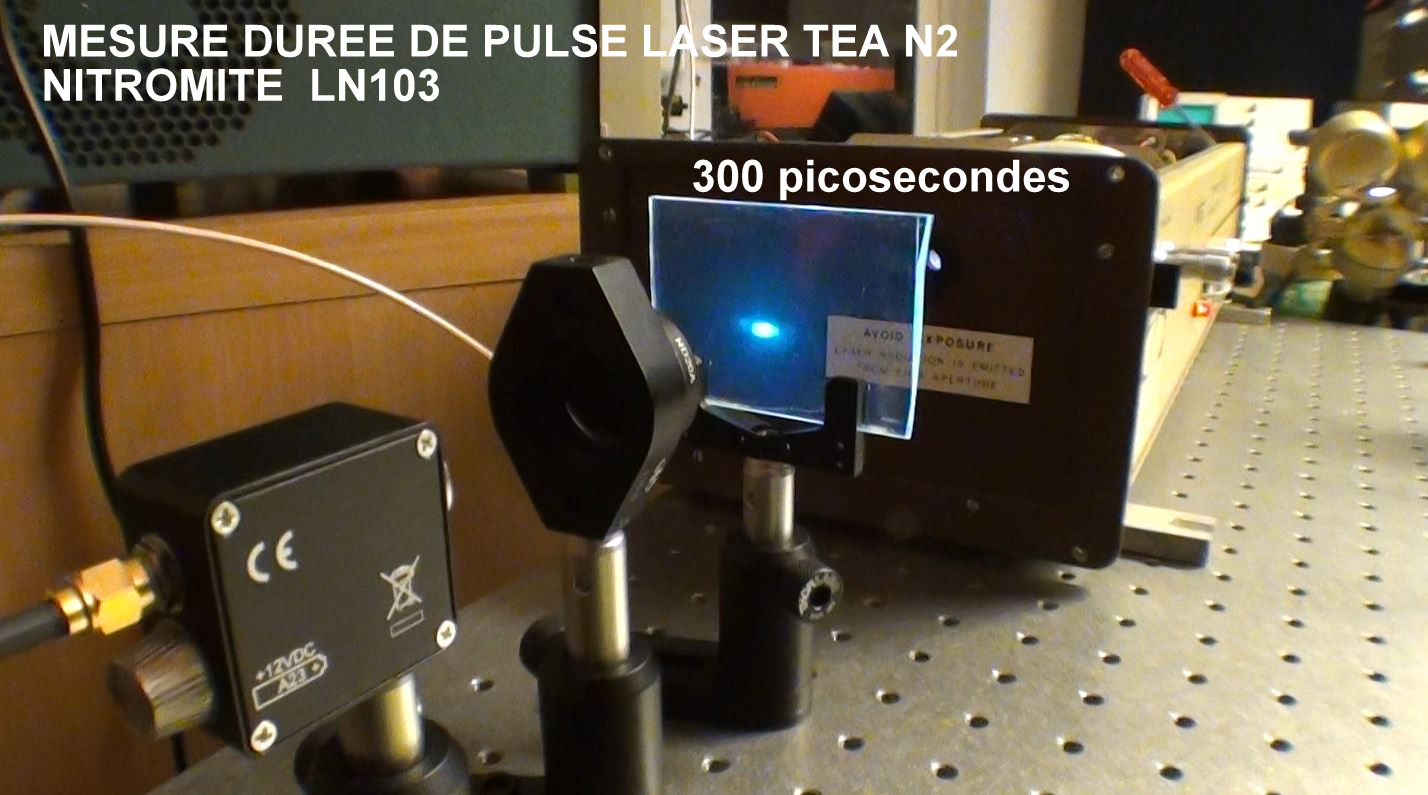 MESURE DUREE DE PULSE LASER TEA N2
NITROMITE LN103
300 picosecondes
AVOID EXPOSURE
LASER RADIATION IS EMITTED
FROM THIS APERTURE
CE
+12VDC
A23 +